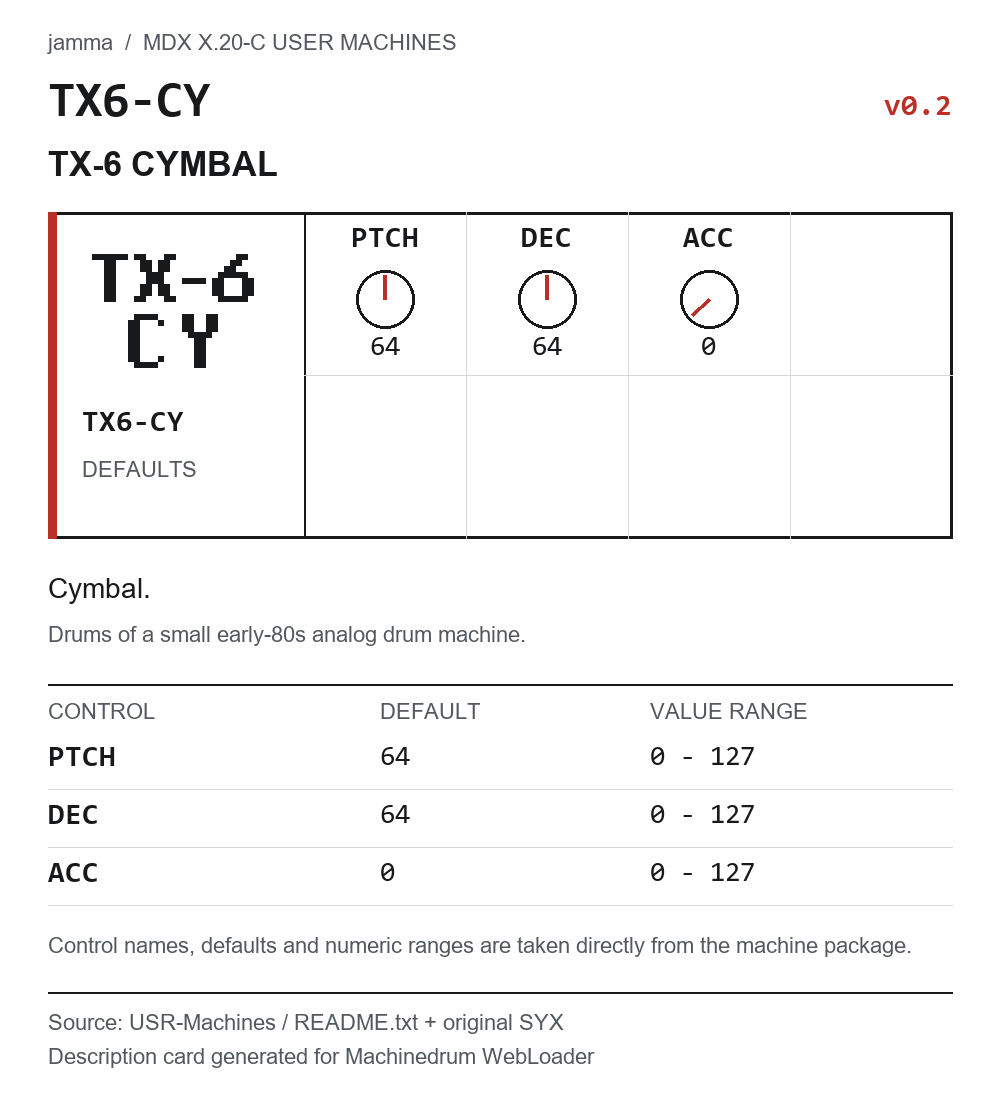 jamma / MDX X.20-C USER MACHINES
TX6-CY
v0.2
TX-6 CYMBAL
TX-6
CY
TX6-CY
DEFAULTS
PTCH DEC ACC
64 64 0
Cymbal.
Drums of a small early-80s analog drum machine.
CONTROL DEFAULT VALUE RANGE
PTCH 64 0 - 127
DEC 64 0 - 127
ACC 0 0 - 127
Control names, defaults and numeric ranges are taken directly from the machine package.
Source: USR-Machines / README.txt + original SYX
Description card generated for Machinedrum WebLoader